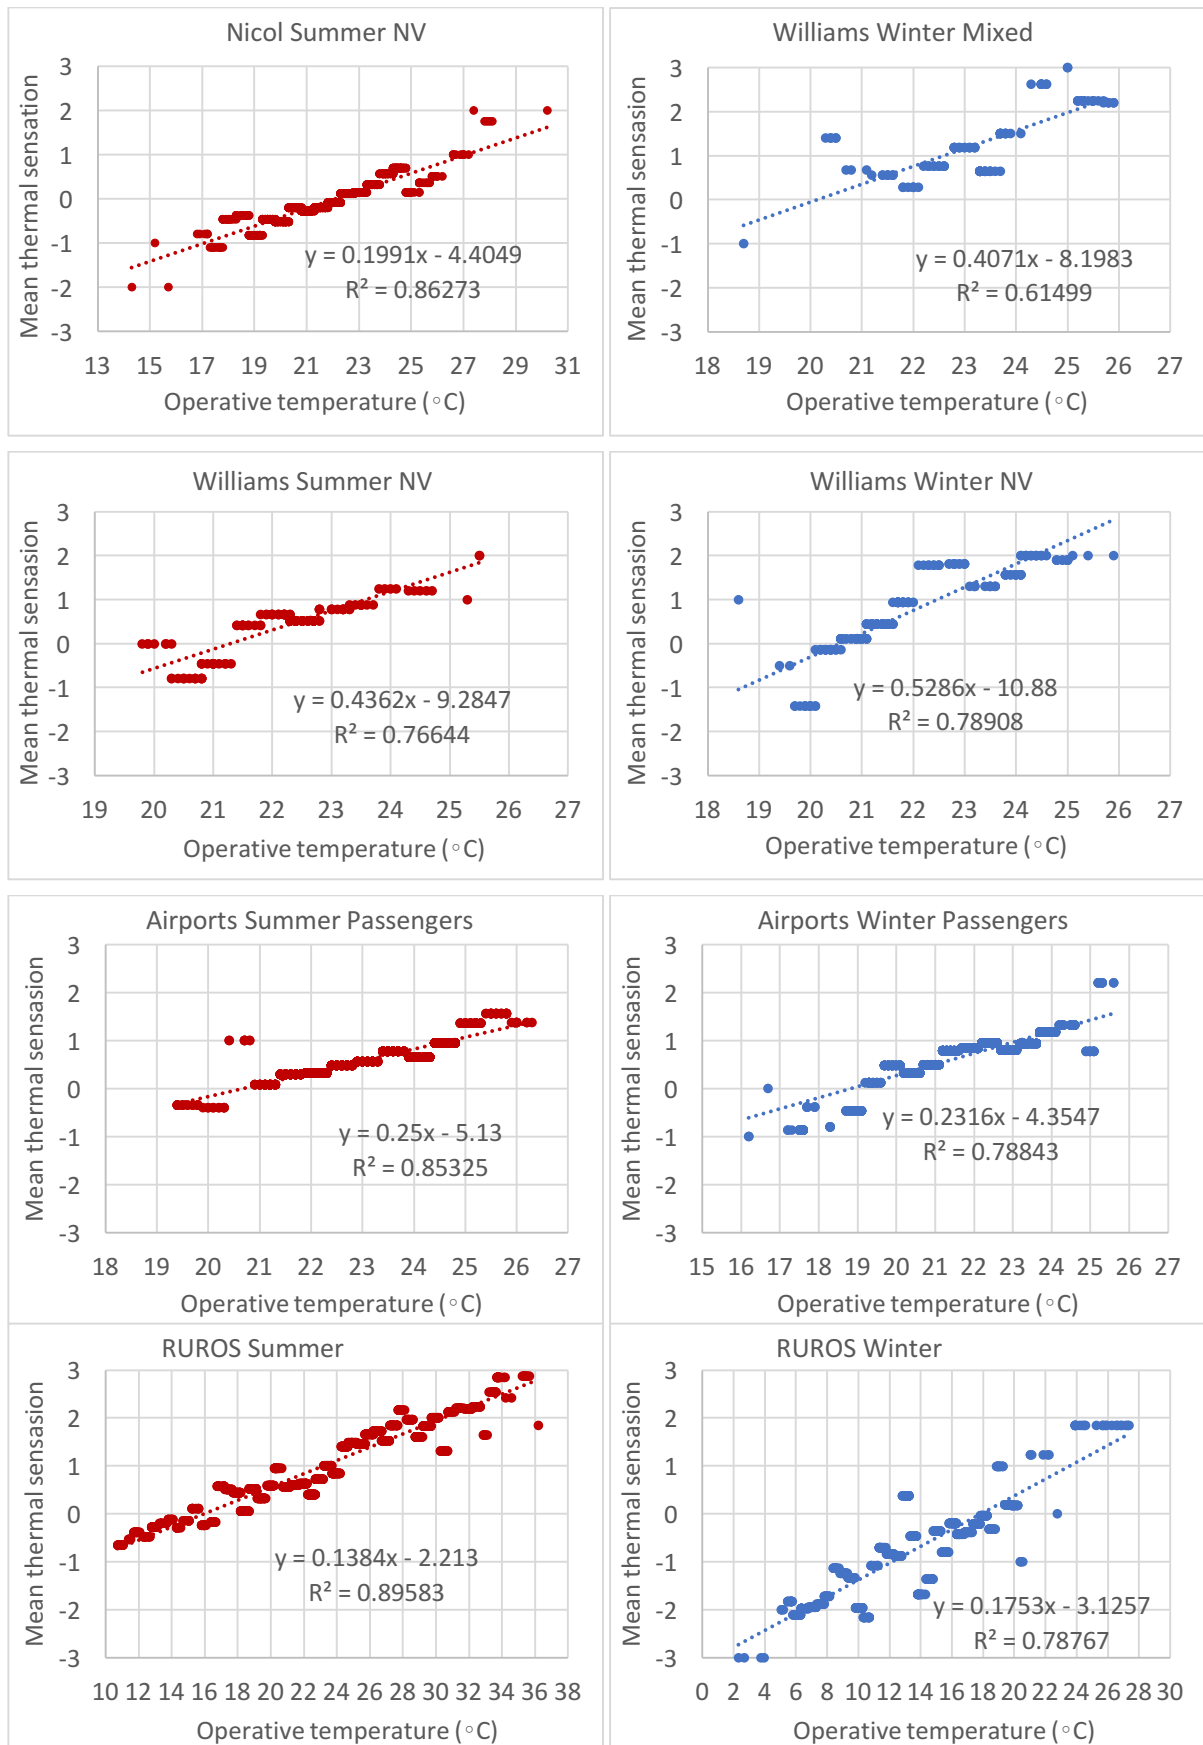 Nicol Summer NV
Mean thermal sensasion
3
2
1
0
-1
-2
-3
y = 0.1991x - 4.4049
R² = 0.86273
13 15 17 19 21 23 25 27 29 31
Operative temperature (◦C)
Williams Winter Mixed
Mean thermal sensasion
3
2
1
0
-1
-2
-3
y = 0.4071x - 8.1983
R² = 0.61499
18 19 20 21 22 23 24 25 26 27
Operative temperature (◦C)
Williams Summer NV
Mean thermal sensasion
3
2
1
0
-1
-2
-3
y = 0.4362x - 9.2847
R² = 0.76644
19 20 21 22 23 24 25 26 27
Operative temperature (◦C)
Williams Winter NV
Mean thermal sensasion
3
2
1
0
-1
-2
-3
y = 0.5286x - 10.88
R² = 0.78908
18 19 20 21 22 23 24 25 26 27
Operative temperature (◦C)
Airports Summer Passengers
Mean thermal sensasion
3
2
1
0
-1
-2
-3
y = 0.25x - 5.13
R² = 0.85325
18 19 20 21 22 23 24 25 26 27
Operative temperature (◦C)
Airports Winter Passengers
Mean thermal sensasion
3
2
1
0
-1
-2
-3
y = 0.2316x - 4.3547
R² = 0.78843
15 16 17 18 19 20 21 22 23 24 25 26 27
Operative temperature (◦C)
RUROS Summer
Mean thermal sensasion
3
2
1
0
-1
-2
-3
y = 0.1384x - 2.213
R² = 0.89583
10 12 14 16 18 20 22 24 26 28 30 32 34 36 38
Operative temperature (◦C)
RUROS Winter
Mean thermal sensasion
3
2
1
0
-1
-2
-3
y = 0.1753x - 3.1257
R² = 0.78767
0 2 4 6 8 10 12 14 16 18 20 22 24 26 28 30
Operative temperature (◦C)